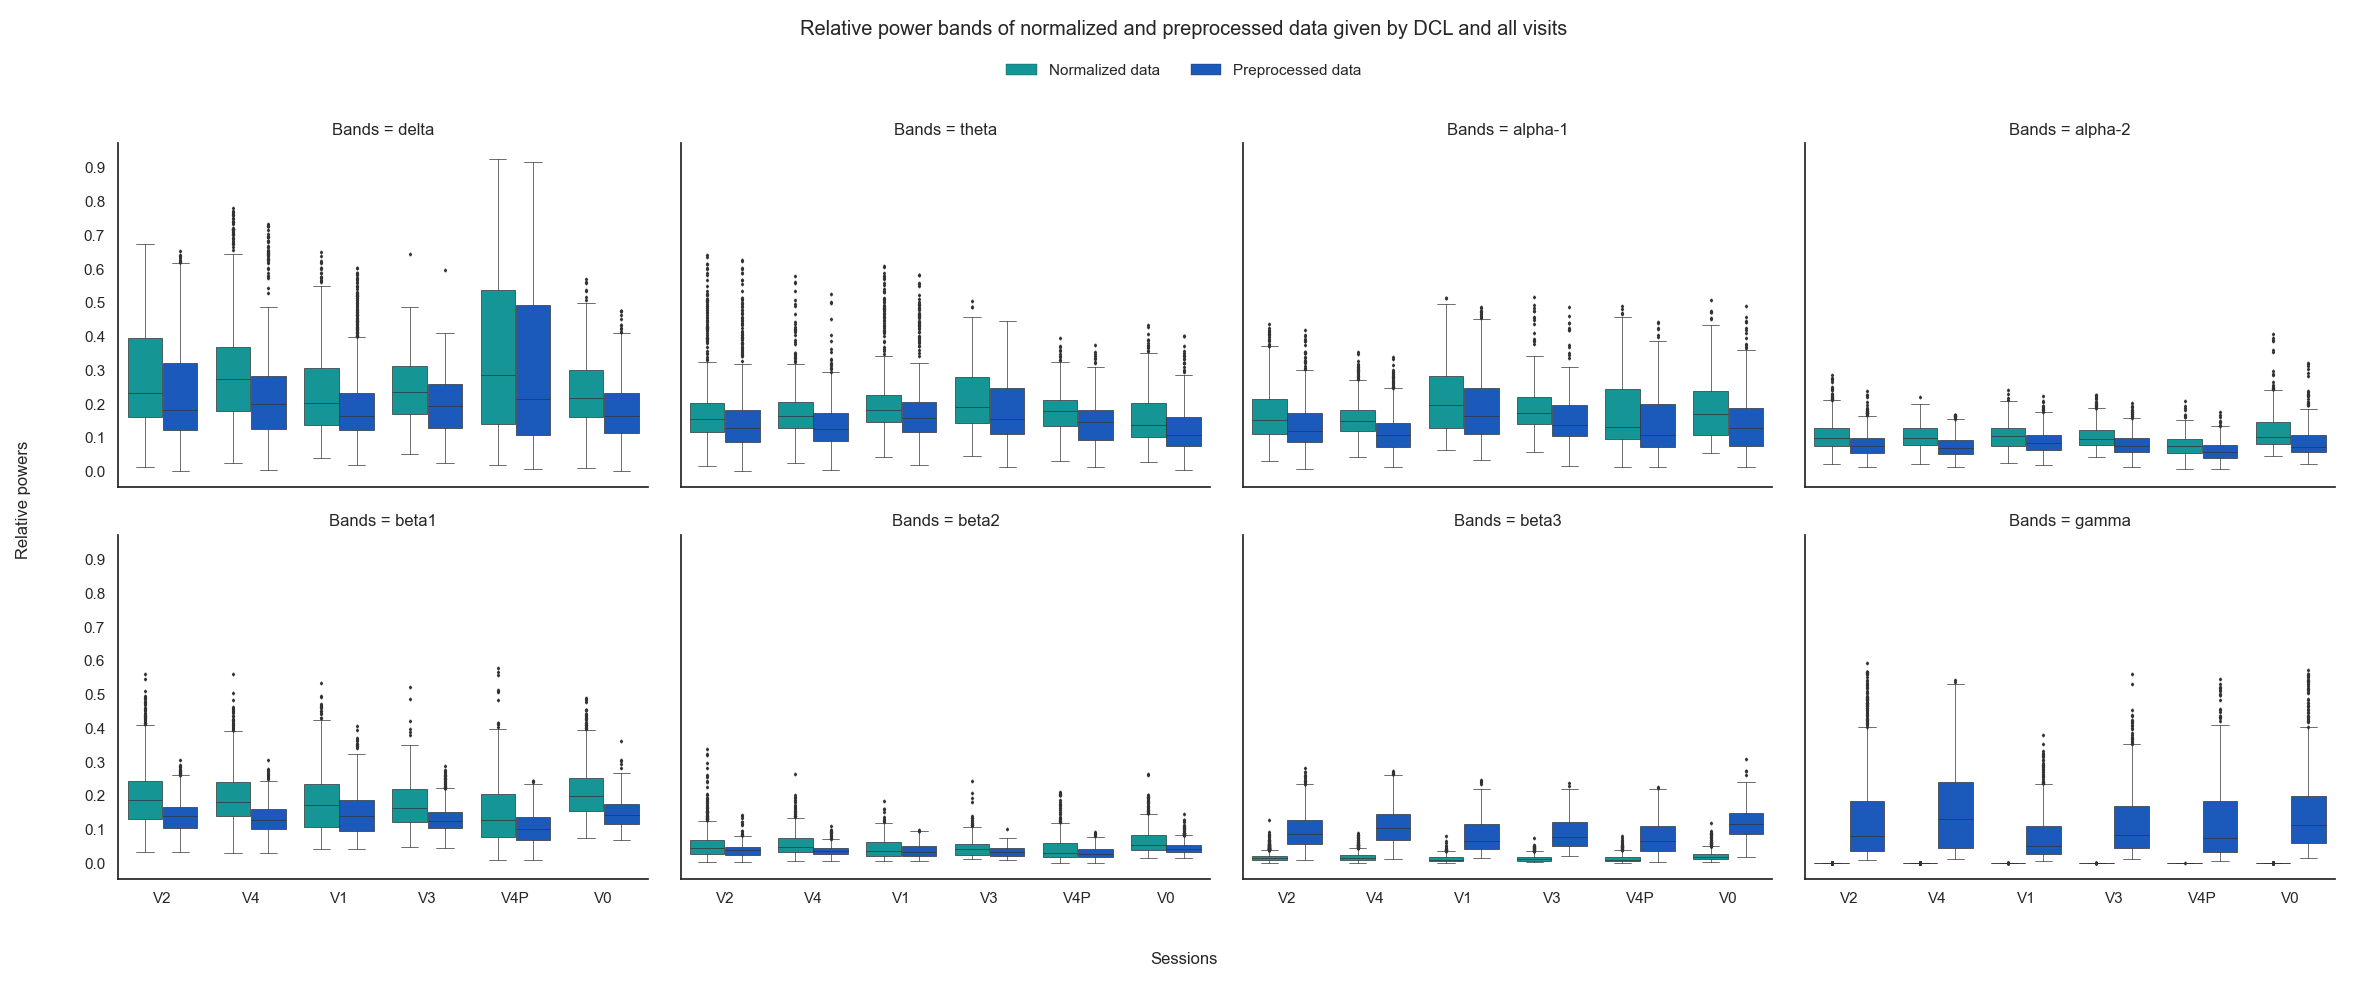 Relative power bands of normalized and preprocessed data given by DCL and all visits
Normalized data Preprocessed data
Bands = delta Bands = theta Bands = alpha-1 Bands = alpha-2
0.9
0.8
0.7
0.6
0.5
0.4
0.3
0.2
0.1
0.0
Relative powers
Bands = beta1 Bands = beta2 Bands = beta3 Bands = gamma
0.9
0.8
0.7
0.6
0.5
0.4
0.3
0.2
0.1
0.0
V2 V4 V1 V3 V4P V0 V2 V4 V1 V3 V4P V0 V2 V4 V1 V3 V4P V0 V2 V4 V1 V3 V4P V0
Sessions